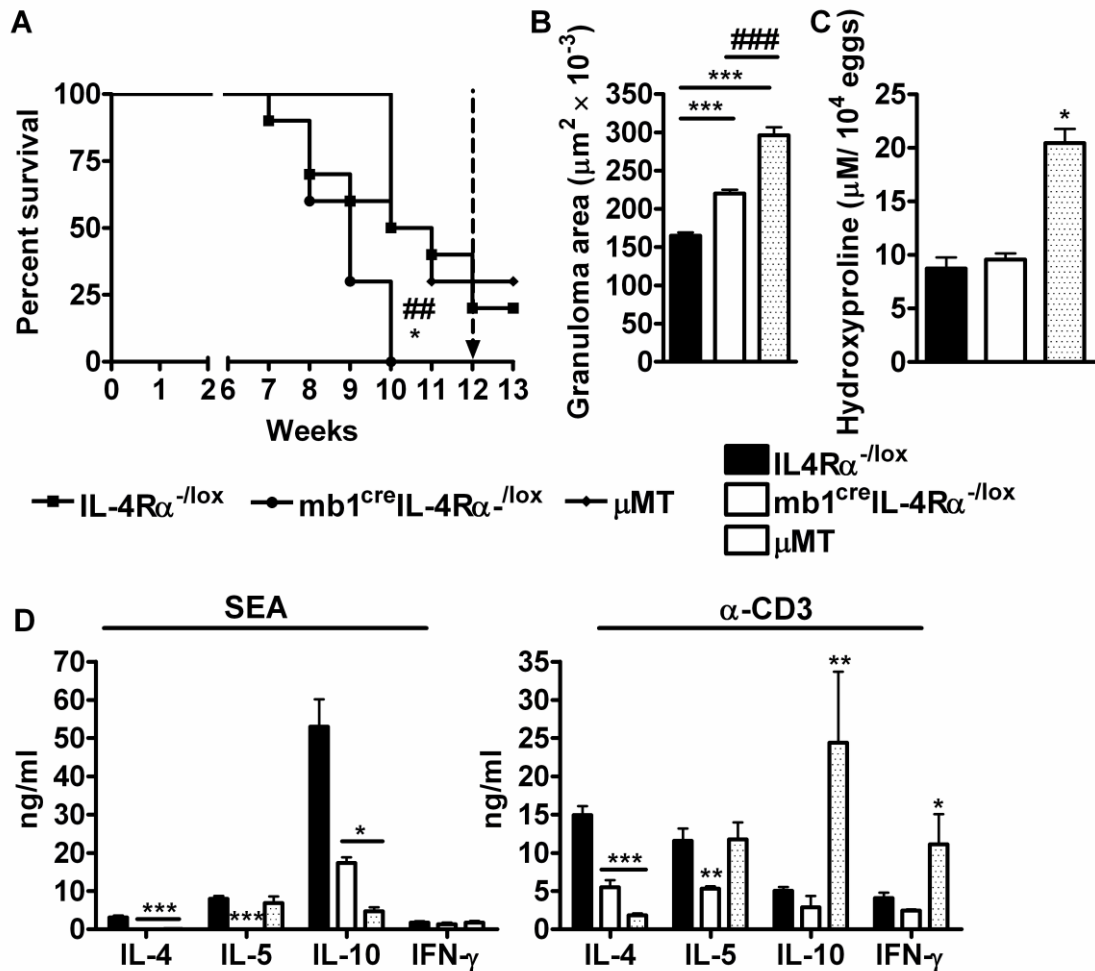 A
Percent survival
100
75
50
25
0
0 1 2 6 7 8 9 10 11 12 13
##
*
Weeks
IL-4Rα-/lox mb1creIL-4Rα-/lox μMT
B
Granuloma area (μm2 × 10-3)
###
***
***
350
300
250
200
150
100
50
0
C
Hydroxyproline (μM/ 104 eggs)
*
25
20
15
10
5
0
IL4Rα-/lox
mb1creIL-4Rα-/lox
μMT
D
SEA
ng/ml
70
60
50
40
30
20
10
0
***
***
*
IL-4 IL-5 IL-10 IFN-γ
α-CD3
ng/ml
35
30
25
20
15
10
5
0
***
**
**
*
IL-4 IL-5 IL-10 IFN-γ